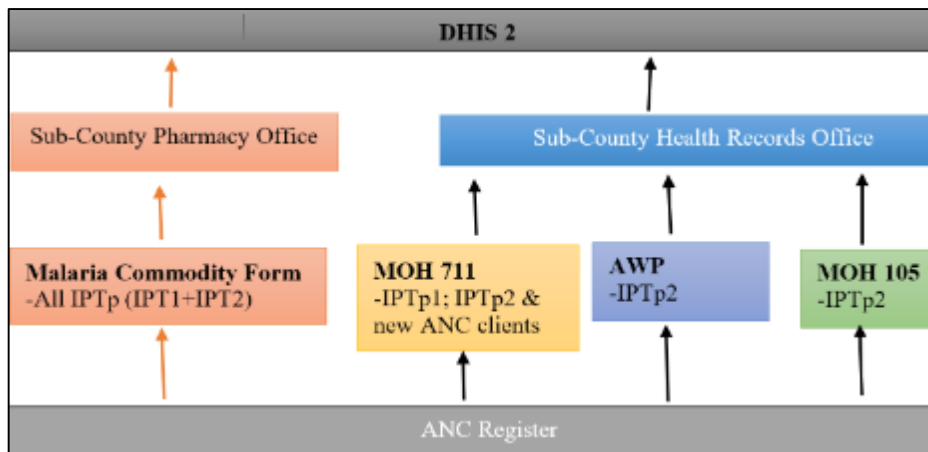 DHIS 2
Sub-County Pharmacy Office
Sub-County Health Records Office
Malaria Commodity Form
-All IPTp (IPT1+IPT2)
MOH 711
-IPTp1; IPTp2 &
new ANC clients
AWP
-IPTp2
MOH 105
-IPTp2
ANC Register